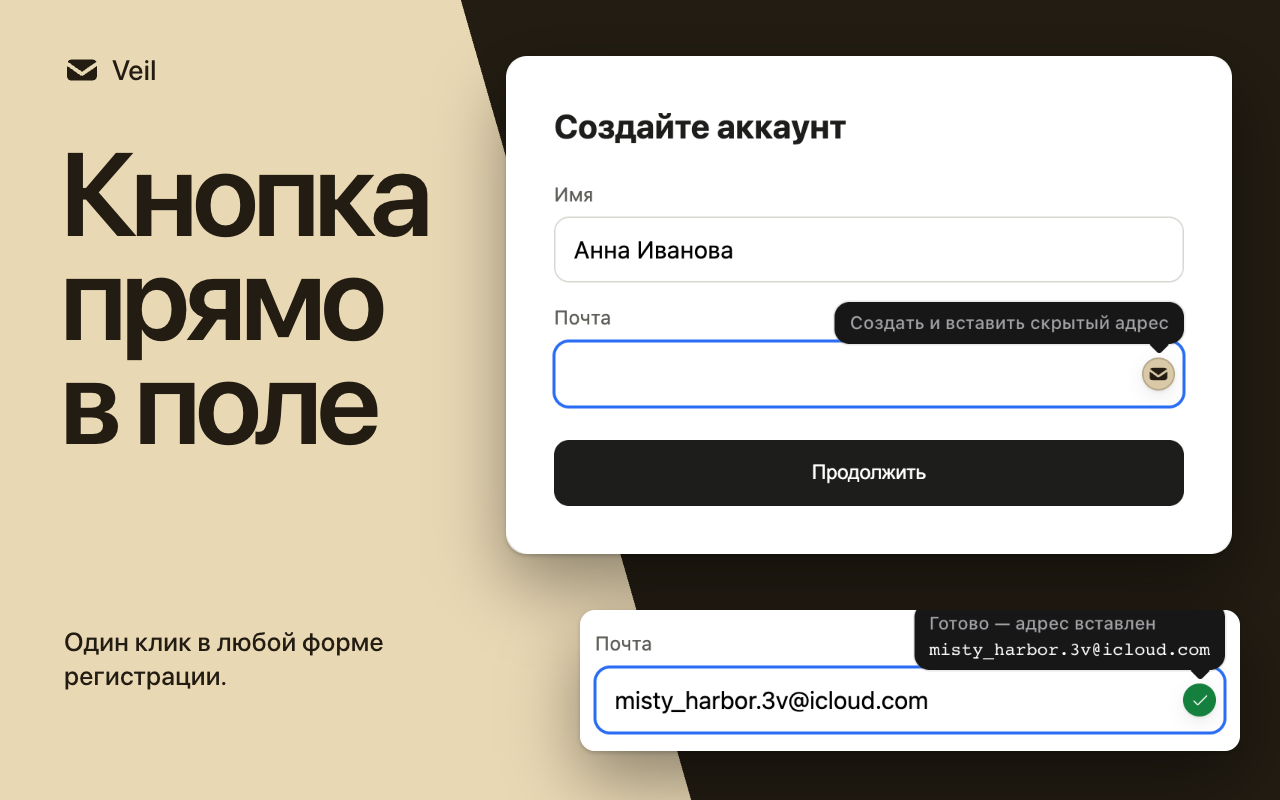 Veil
Кнопка
прямо
в поле
Один клик в любой форме
регистрации.
Создайте аккаунт
Имя
Анна Иванова
Почта
Создать и вставить скрытый адрес
Продолжить
Почта
Готово — адрес вставлен
misty_harbor.3v@icloud.com
misty_harbor.3v@icloud.com